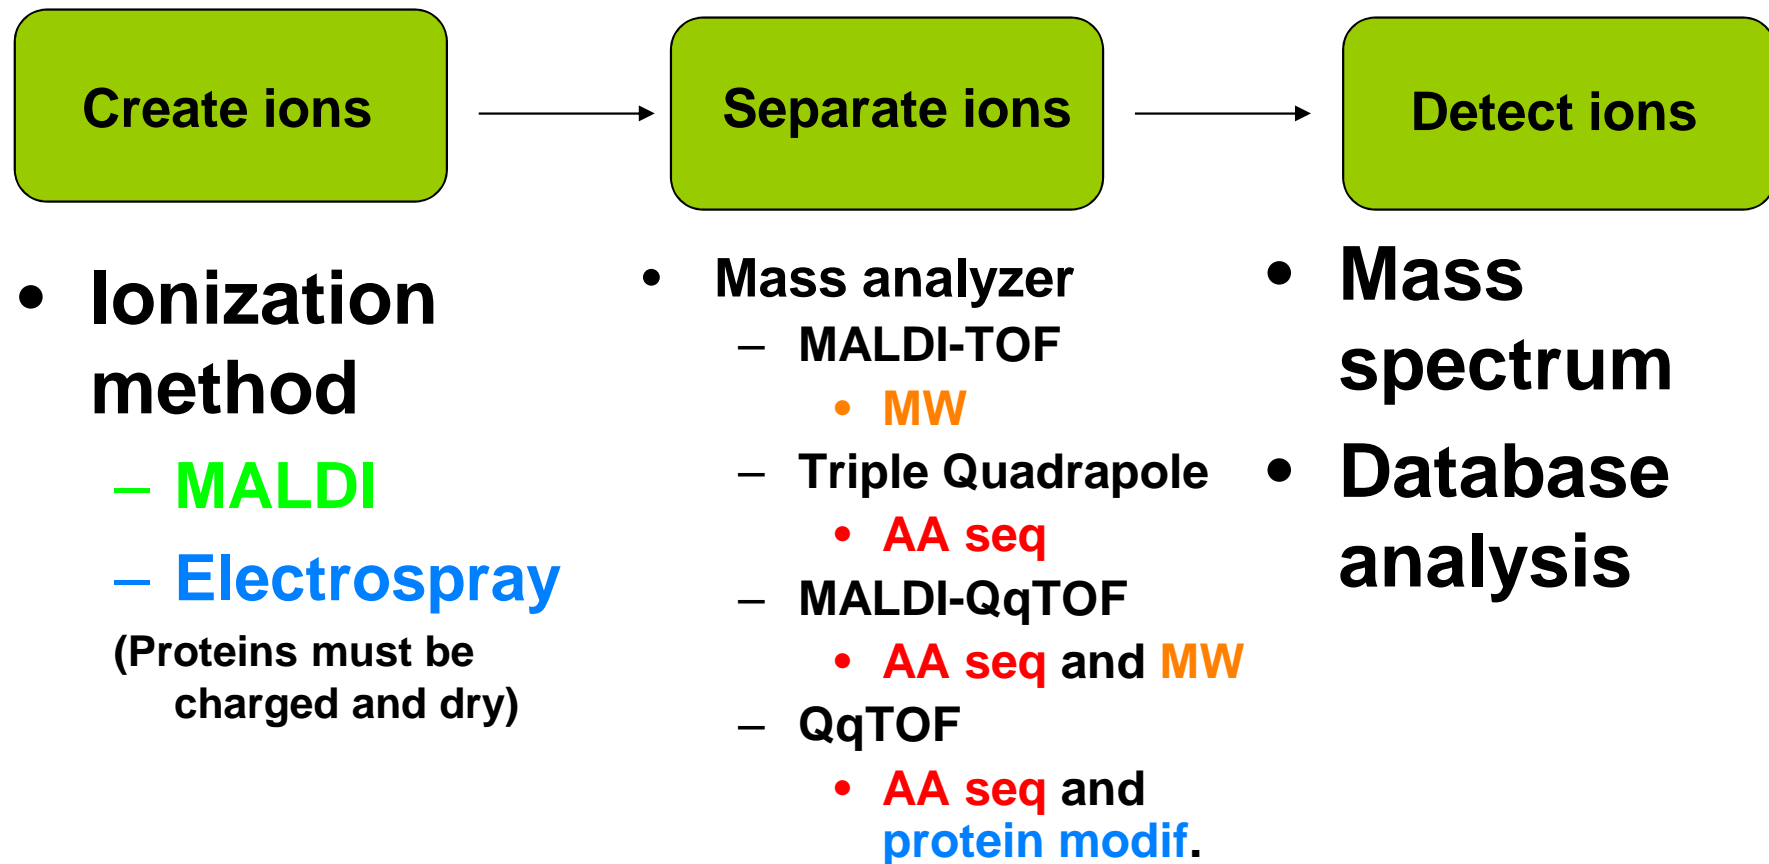 Create ions
Separate ions
Detect ions
• Ionization
method
– MALDI
– Electrospray
(Proteins must be
charged and dry)
• Mass analyzer
– MALDI-TOF
• MW
– Triple Quadrapole
• AA seq
– MALDI-QqTOF
• AA seq and MW
– QqTOF
• AA seq and
protein modif.
• Mass
spectrum
• Database
analysis